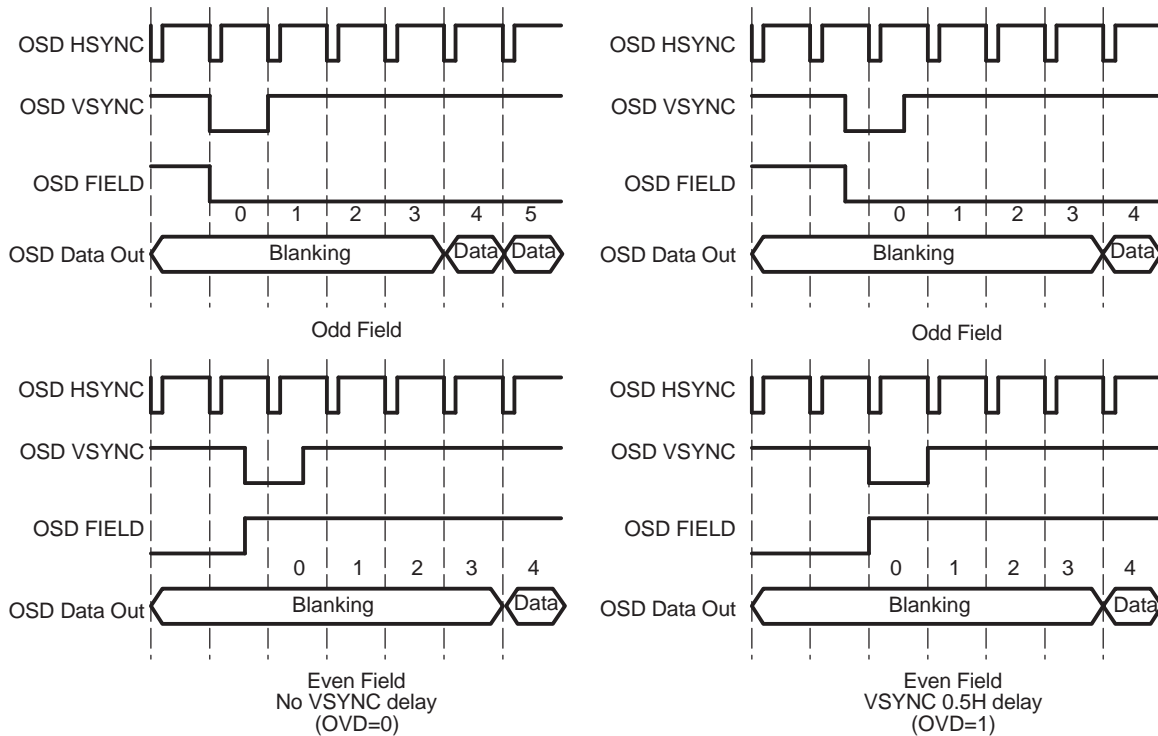 OSD HSYNC
OSD VSYNC
OSD FIELD
0 1 2 3 4 5
OSD Data Out
Blanking Data Data
Odd Field
OSD HSYNC
OSD VSYNC
OSD FIELD
0 1 2 3 4
OSD Data Out
Blanking Data
Odd Field
OSD HSYNC
OSD VSYNC
OSD FIELD
0 1 2 3 4
OSD Data Out
Blanking Data
Even Field
No VSYNC delay
(OVD=0)
OSD HSYNC
OSD VSYNC
OSD FIELD
0 1 2 3 4
OSD Data Out
Blanking Data
Even Field
VSYNC 0.5H delay
(OVD=1)